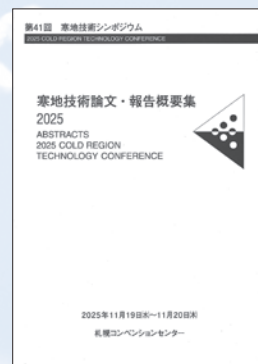 第41回 寒地技術シンポジウム
2025 COLD REGION TECHNOLOGY CONFERENCE
寒地技術論文・報告概要集
2025
ABSTRACTS
2025 COLD REGION
TECHNOLOGY CONFERENCE
2025年11月19日㈬〜11月20日㈭
札幌コンベンションセンター